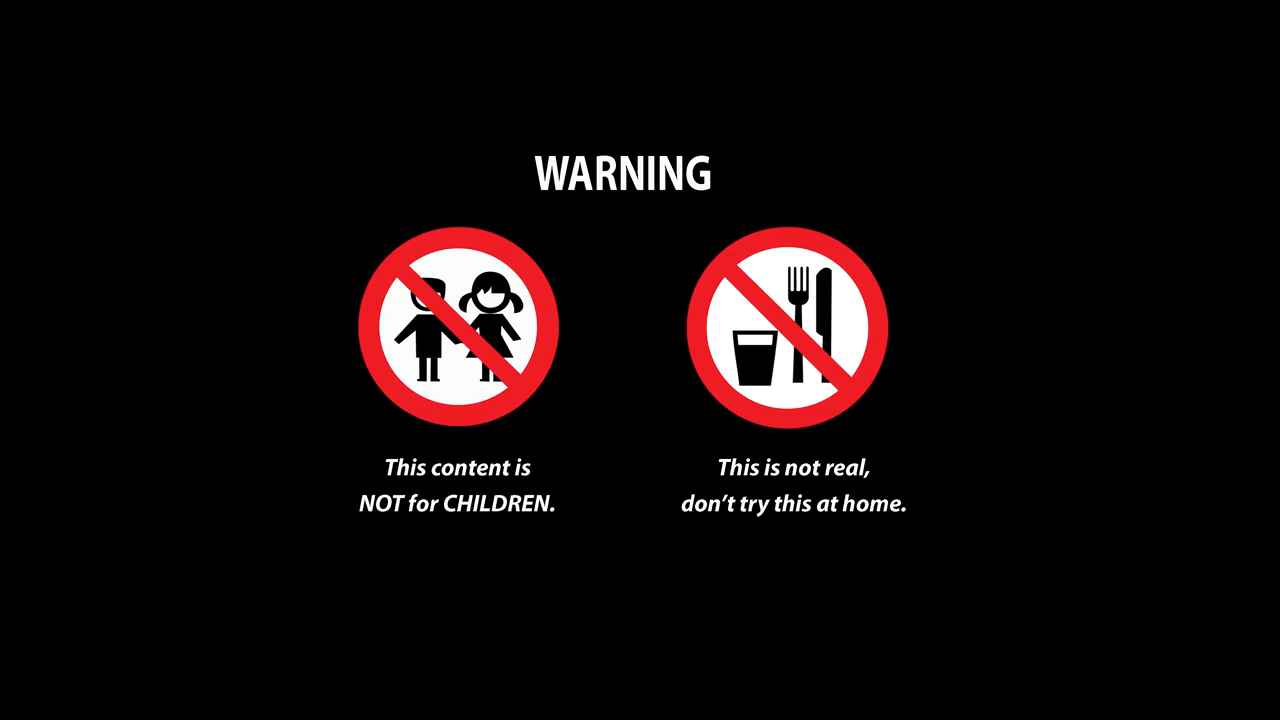 WARNING
This content is
NOT for CHILDREN.
This is not real,
don't try this at home.